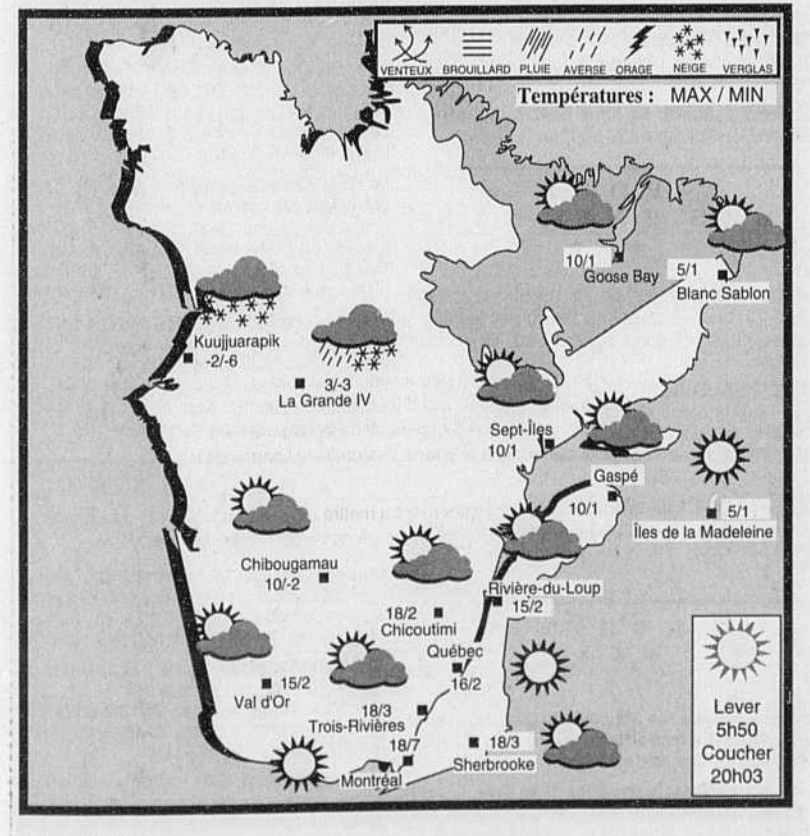 VENTEUX BROUILLARD PLUIE AVERSE ORAGE NEIGE VERGLAS
Températures : MAX / MIN
10/1
Goose Bay
5/1
Blanc Sablon
Kuujjuarapik
-2/-6
3/-3
La Grande IV
Sept-Îles
10/1
Gaspé
10/1
5/1
Îles de la Madeleine
Chibougamau
10/-2
Rivière-du-Loup
15/2
18/2
Chicoutimi
Québec
16/2
15/2
Val d'Or
18/3
Trois-Rivières
18/7
Montréal
18/3
Sherbrooke
Lever
5h50
Coucher
20h03